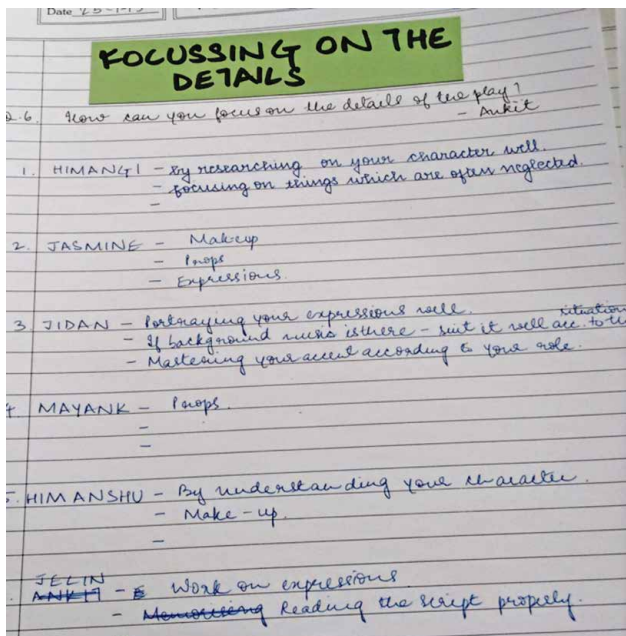 Date 25-4-19
FOCUSSING ON THE
DETAILS
Q.6. How can you focus on the details of the play?
- Ankit
1. HIMANGI - By researching on your character well.
- focusing on things which are often neglected.
-
2. JASMINE - Makeup
- Props
- Expressions.
3. JIDAN - Portraying your expressions well.
- If background music is there - suit it well acc. to the situation
- Mastering your accent according to your role.
4. MAYANK - Props.
-
-
5. HIMANSHU - By understanding your character.
- Make-up.
-
JELIN
ANKIT - Work on expressions.
- Memorising Reading the script properly.